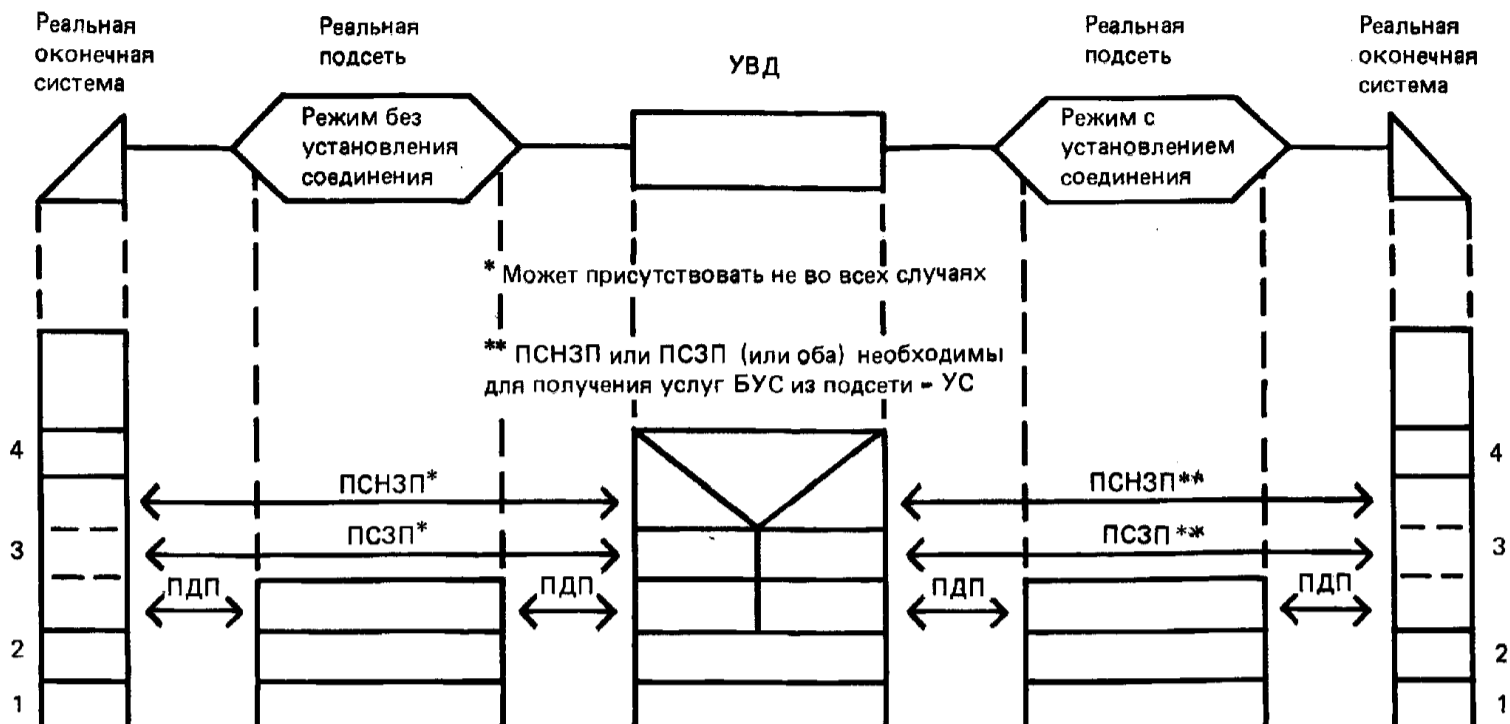 Реальная
оконечная
система
Реальная
подсеть
УВД
Реальная
подсеть
Реальная
оконечная
система
Режим без
установления
соединения
Режим с
установлением
соединения
* Может присутствовать не во всех случаях
** ПСНЗП или ПСЗП (или оба) необходимы
для получения услуг БУС из подсети – УС
4
ПСНЗП*
ПСНЗП**
4
3
ПСЗП*
ПСЗП**
3
ПДП
ПДП
ПДП
ПДП
2
2
1
1